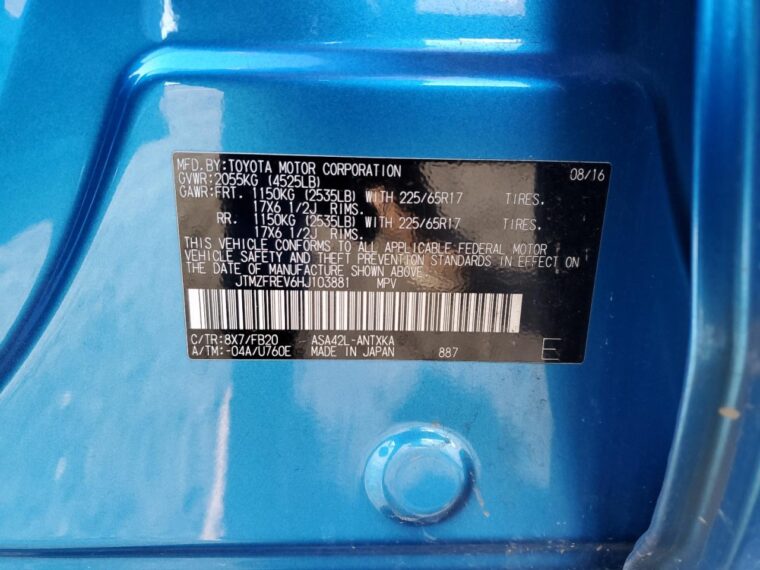 MFD.BY:TOYOTA MOTOR CORPORATION 08/16
GVWR:2055KG (4525LB)
GAWR:FRT. 1150KG (2535LB) WITH 225/65R17 TIRES.
17X6 1/2J RIMS.
RR. 1150KG (2535LB) WITH 225/65R17 TIRES.
17X6 1/2J RIMS.
THIS VEHICLE CONFORMS TO ALL APPLICABLE FEDERAL MOTOR
VEHICLE SAFETY AND THEFT PREVENTION STANDARDS IN EFFECT ON
THE DATE OF MANUFACTURE SHOWN ABOVE.
JTMZFREV6HJ103881 MPV
C/TR:8X7/FB20 ASA42L-ANTXKA
A/TM:-04A/U760E MADE IN JAPAN 887 E